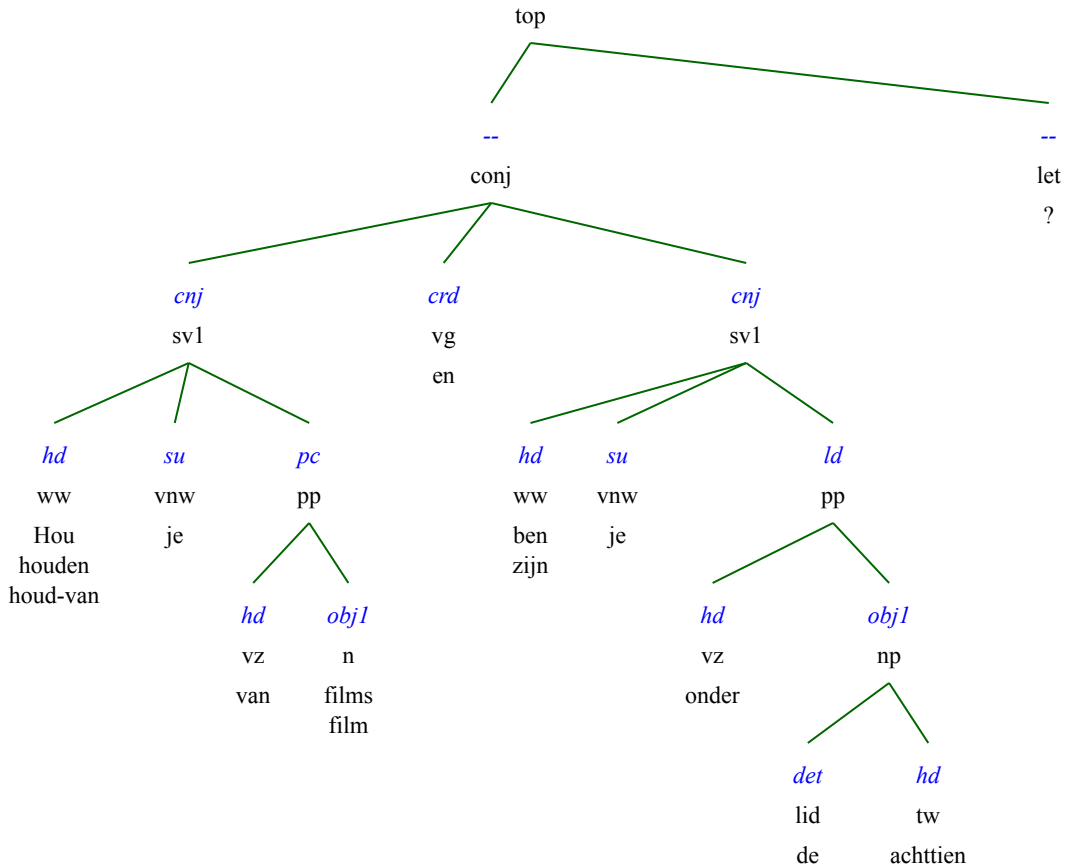 top
-- --
conj let
?
cnj crd cnj
sv1 vg sv1
en
hd su pc hd su ld
ww vnw pp ww vnw pp
Hou je ben je
houden zijn
houd-van
hd obj1 hd obj1
vz n vz np
van films onder
film
det hd
lid tw
de achttien